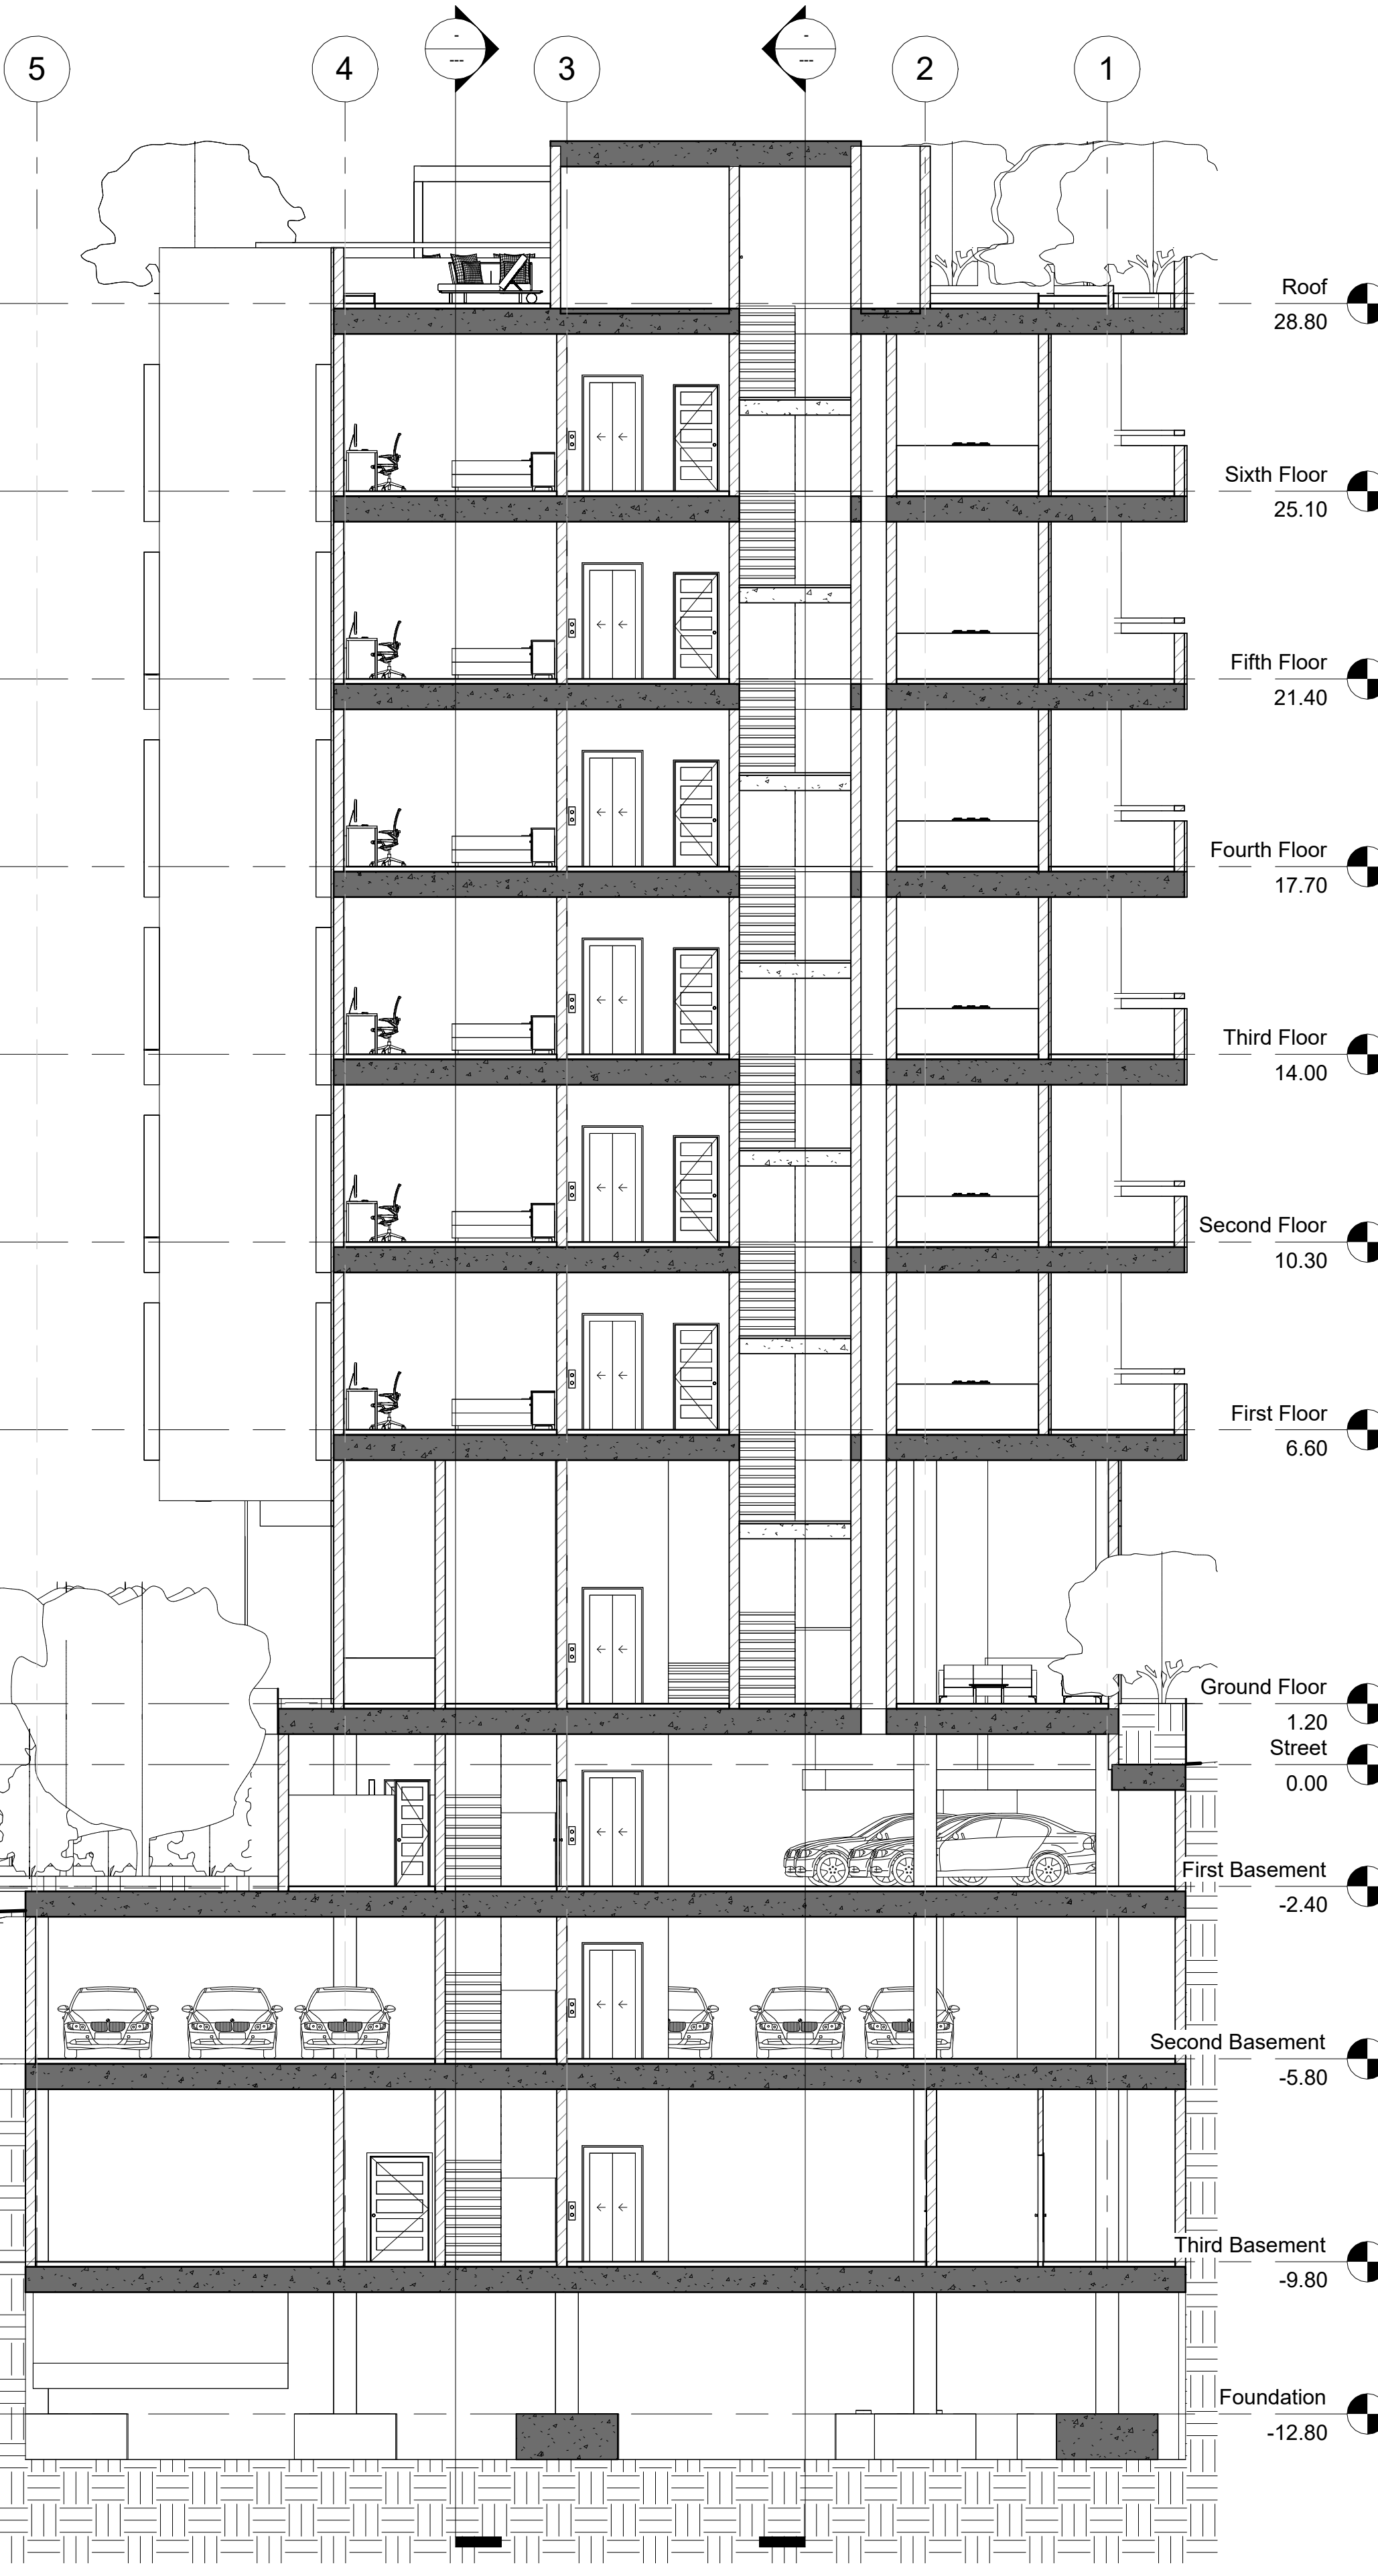 5
4
-
---
3
-
---
2
1
Roof
28.80
Sixth Floor
25.10
Fifth Floor
21.40
Fourth Floor
17.70
Third Floor
14.00
Second Floor
10.30
First Floor
6.60
Ground Floor
1.20
Street
0.00
First Basement
-2.40
Second Basement
-5.80
Third Basement
-9.80
Foundation
-12.80